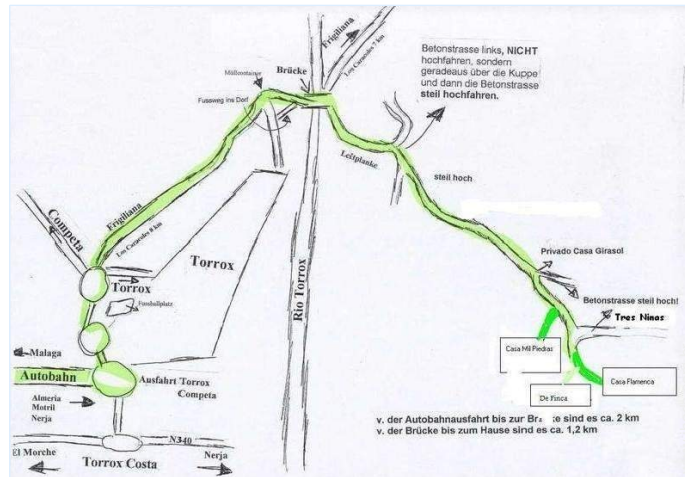 Frigiliana
Los Caracoles 7 km
Betonstrasse links, NICHT
hochfahren, sondern
geradeaus über die Kuppe
und dann die Betonstrasse
steil hochfahren.
Müllcontainer
Brücke
Fussweg ins Dorf
Leitplanke
steil hoch
Frigiliana
Los Caracoles 8 km
Competa
Torrox
Torrox
Rio Torrox
Fussballplatz
Privado Casa Girasol
Betonstrasse steil hoch!
Tres Ninas
Casa Mil Piedras
Casa Flamenca
De Finca
Malaga
Autobahn
Ausfahrt Torrox
Competa
Almeria
Motril
Nerja
N340
El Morche
Torrox Costa
Nerja
v. der Autobahnausfahrt bis zur sind es ca. 2 km
v. der Brücke bis zum Hause sind es ca. 1,2 km